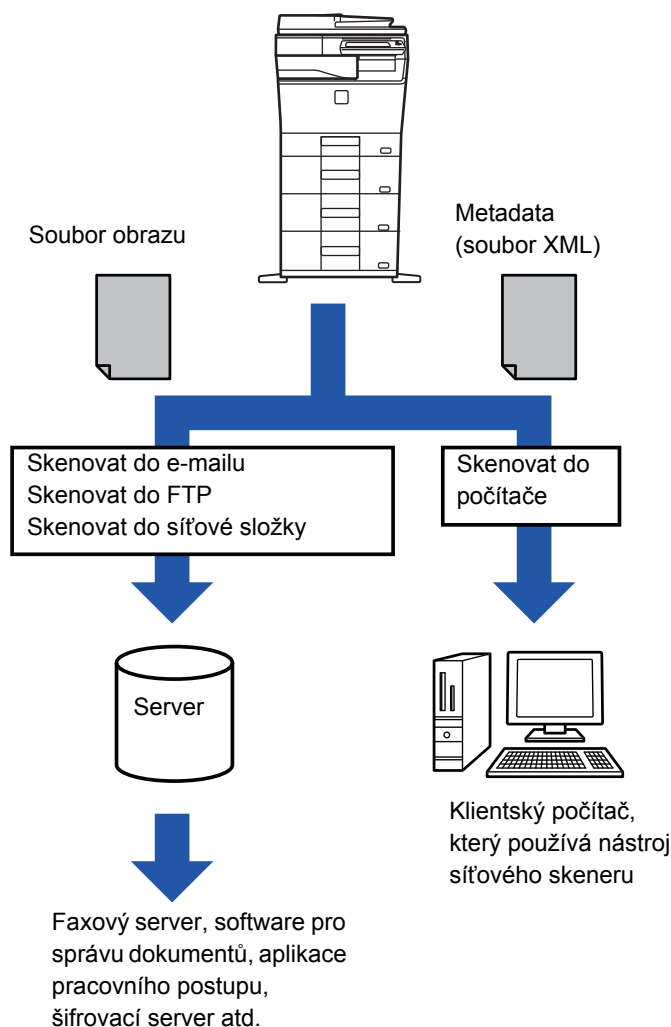 Soubor obrazu
Metadata
(soubor XML)
Skenovat do e-mailu
Skenovat do FTP
Skenovat do síťové složky
Skenovat do
počítače
Server
Klientský počítač,
který používá nástroj
síťového skeneru
Faxový server, software pro
správu dokumentů, aplikace
pracovního postupu,
šifrovací server atd.